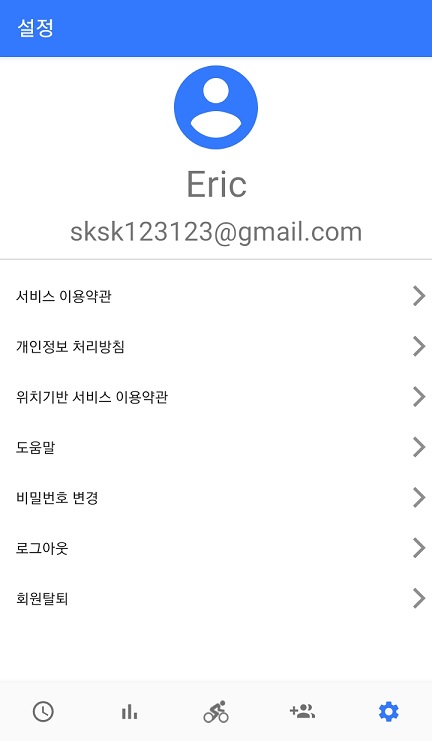 설정
Eric
sksk123123@gmail.com
서비스 이용약관
개인정보 처리방침
위치기반 서비스 이용약관
도움말
비밀번호 변경
로그아웃
회원탈퇴